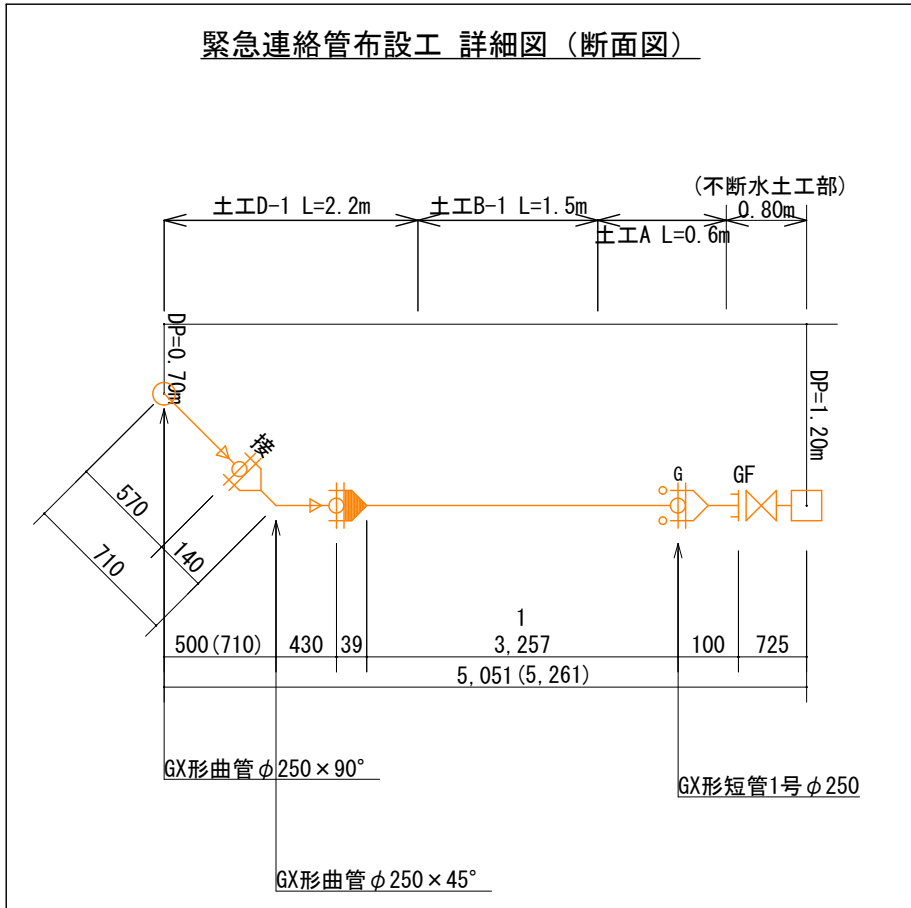 緊急連絡管布設工 詳細図（断面図）
(不断水土工部)
土工D-1 L=2.2m
土工B-1 L=1.5m
0.80m
土工A L=0.6m
DP=0.70m
DP=1.20m
接
G
GF
570
140
710
1
500(710)
430
39
3,257
100
725
5,051(5,261)
GX形曲管φ250×90°
GX形短管1号φ250
GX形曲管φ250×45°